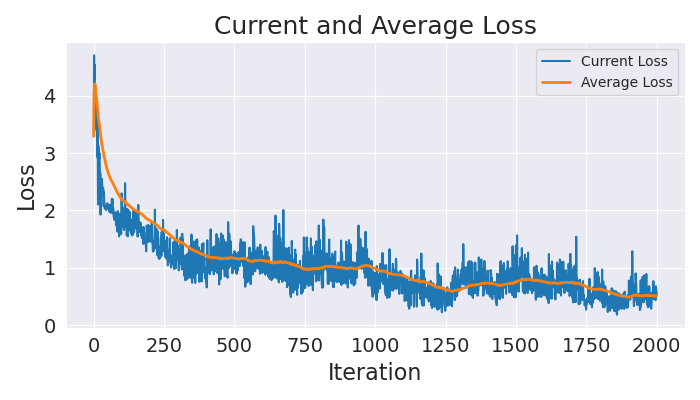 Current and Average Loss
Current Loss
Average Loss
Loss
4
3
2
1
0
0 250 500 750 1000 1250 1500 1750 2000
Iteration